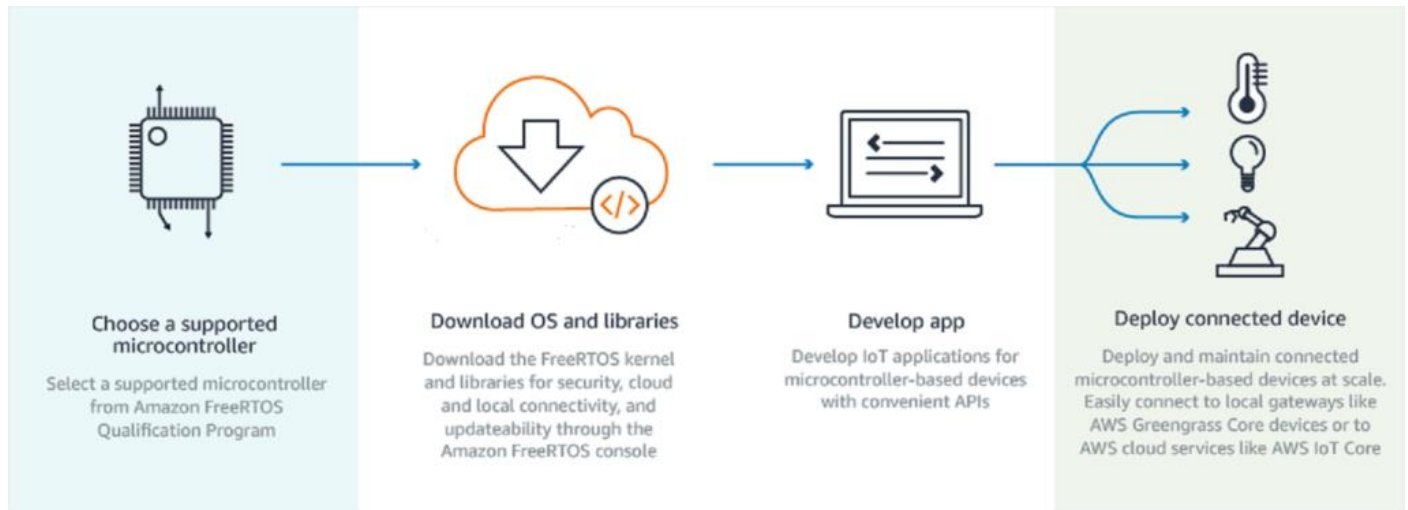 </>
Choose a supported
microcontroller
Select a supported microcontroller
from Amazon FreeRTOS
Qualification Program
Download OS and libraries
Download the FreeRTOS kernel
and libraries for security, cloud
and local connectivity, and
updateability through the
Amazon FreeRTOS console
Develop app
Develop IoT applications for
microcontroller-based devices
with convenient APIs
Deploy connected device
Deploy and maintain connected
microcontroller-based devices at scale.
Easily connect to local gateways like
AWS Greengrass Core devices or to
AWS cloud services like AWS IoT Core